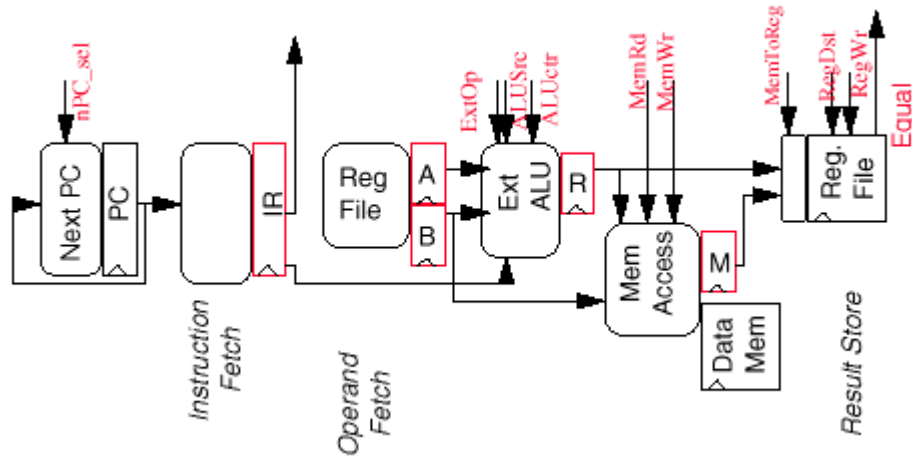 nPC_sel
Next PC
PC
Instruction
Fetch
IR
Operand
Fetch
Reg
File
A
B
ExtOp
ALUSrc
ALUctr
Ext
ALU
R
MemRd
MemWr
Mem
Access
M
Data
Mem
MemToReg
RegDst
RegWr
Reg.
File
Equal
Result Store